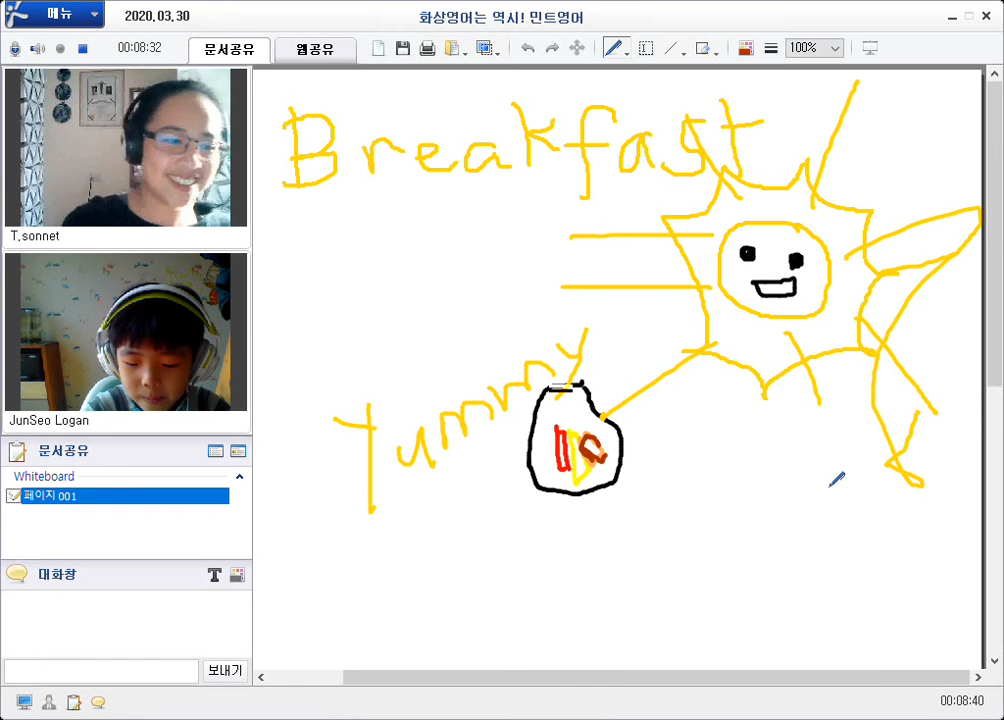 메뉴
2020,03,30
화상영어는 역시! 민트영어
00:08:32
문서공유
웹공유
100%
T.sonnet
JunSeo Logan
문서공유
Whiteboard
페이지 001
대화창
T
보내기
Breakfast
Yummmy
00:08:40